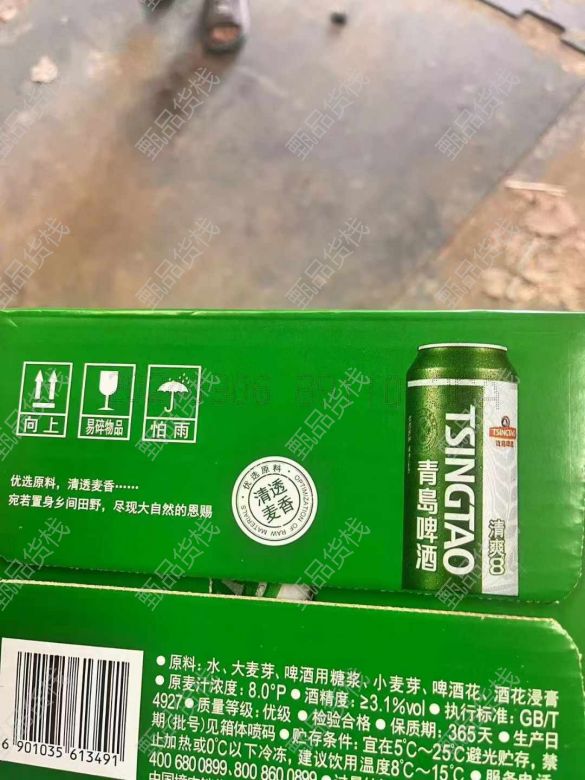 甄品货栈
向上
易碎物品
怕雨
优选原料，清透麦香……
宛若置身乡间田野，尽现大自然的恩赐
·优选原料·
清透
麦香
OPTIMIZATION OF RAW MATERIALS
TSINGTAO
青岛啤酒
TSINGTAO
清爽8
●原料：水、大麦芽、啤酒用糖浆、小麦芽、啤酒花、酒花浸膏
●原麦汁浓度：8.0°P ●酒精度：≥3.1%vol ●执行标准：GB/T
4927 ●质量等级：优级 ●检验合格 ●保质期：365天 ●生产日
期(批号)见箱体喷码 ●贮存条件：宜在5℃～25℃避光贮存，禁
止加热或0℃以下冷冻，建议饮用温度8℃～15℃
400 680 0899、800 860 0899
6 901035 613491